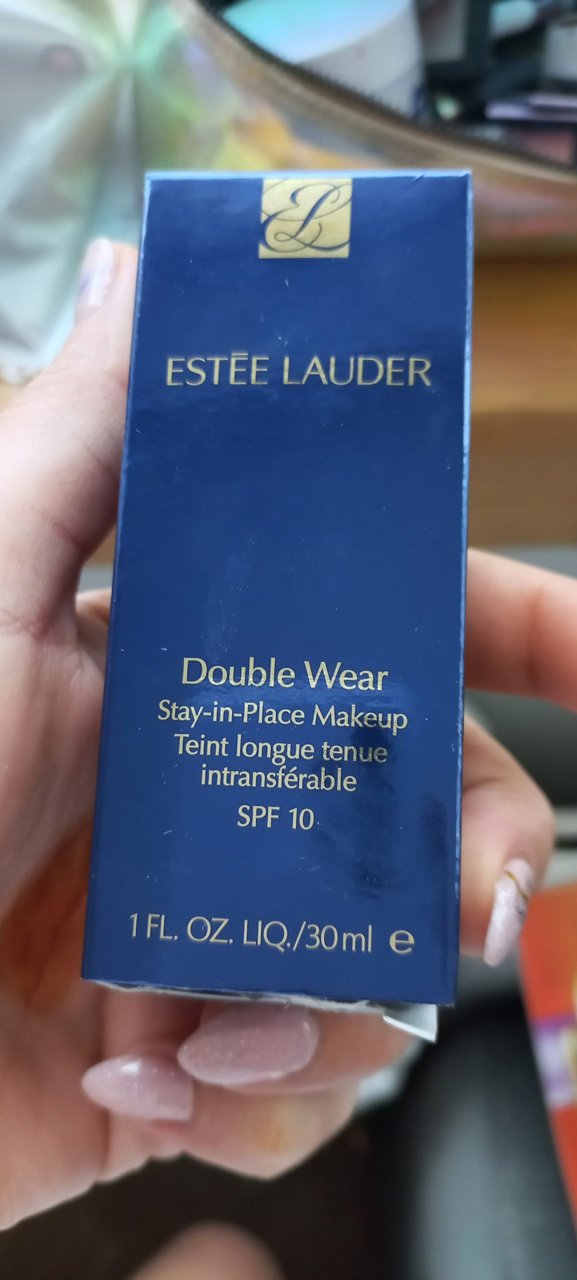 EL
ESTĒE LAUDER
Double Wear
Stay-in-Place Makeup
Teint longue tenue
intransférable
SPF 10
1 FL. OZ. LIQ./30ml e